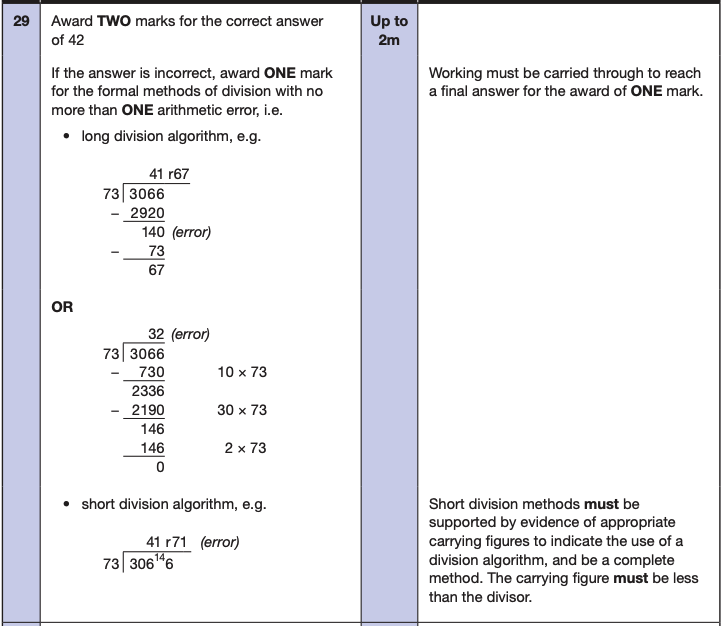 29 Award TWO marks for the correct answer Up to
of 42 2m
If the answer is incorrect, award ONE mark Working must be carried through to reach
for the formal methods of division with no a final answer for the award of ONE mark.
more than ONE arithmetic error, i.e.
• long division algorithm, e.g.
41 r67
73 3066
– 2920
140 (error)
– 73
67
OR
32 (error)
73 3066
– 730 10 × 73
2336
– 2190 30 × 73
146
146 2 × 73
0
• short division algorithm, e.g. Short division methods must be
supported by evidence of appropriate
41 r71 (error) carrying figures to indicate the use of a
73 306¹⁴6 division algorithm, and be a complete
method. The carrying figure must be less
than the divisor.